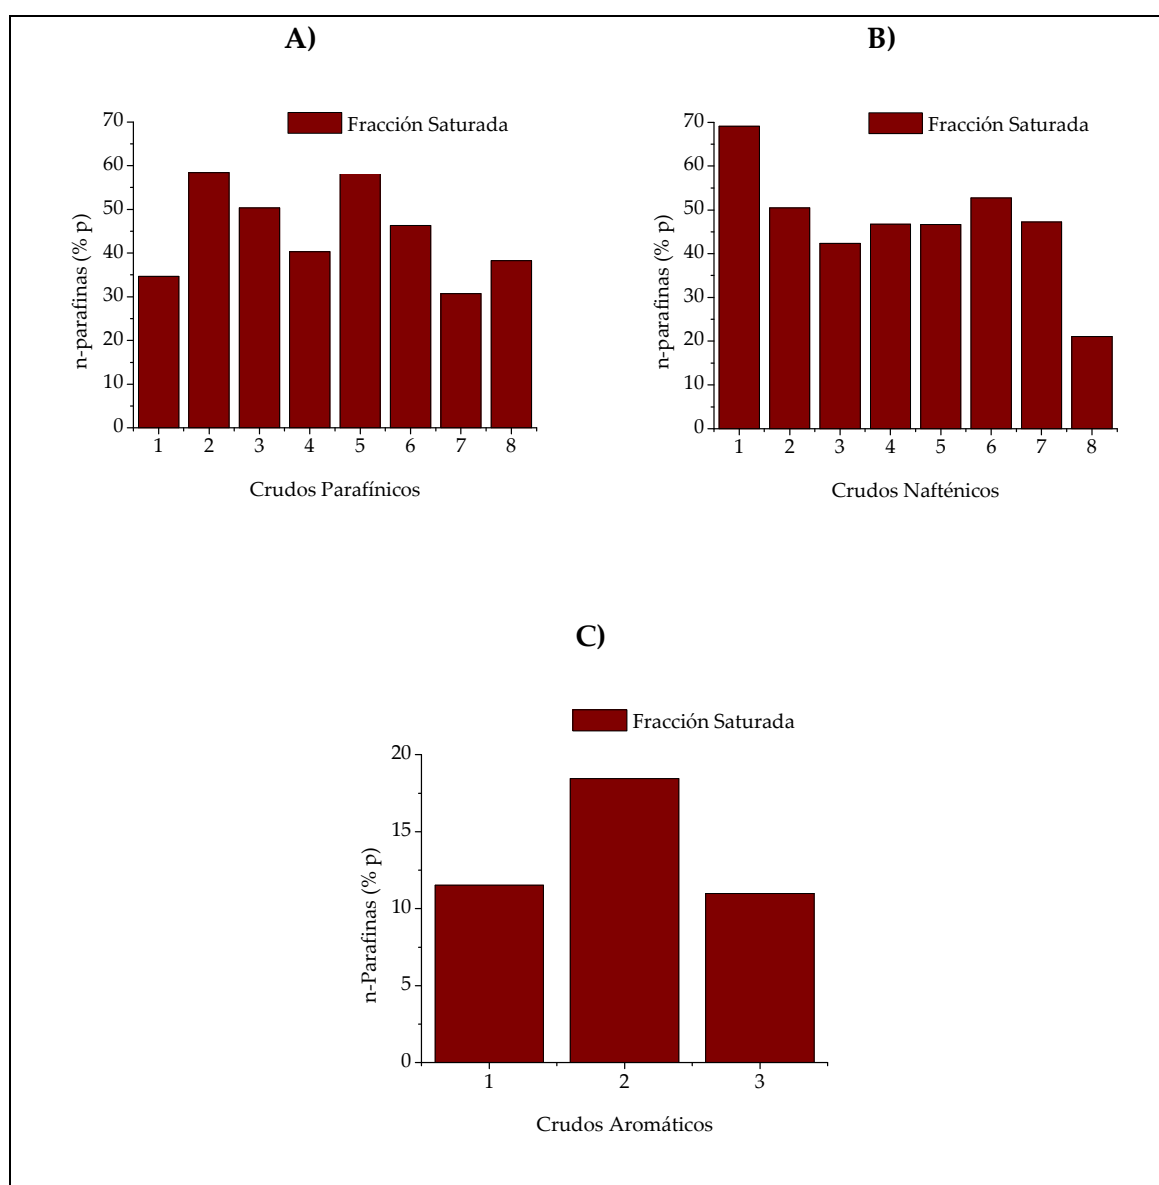 A)
Fracción Saturada
n-parafinas (% p)
70
60
50
40
30
20
10
0
1 2 3 4 5 6 7 8
Crudos Parafínicos
B)
Fracción Saturada
n-parafinas (% p)
70
60
50
40
30
20
10
0
1 2 3 4 5 6 7 8
Crudos Nafténicos
C)
Fracción Saturada
n-Parafinas (% p)
20
15
10
5
0
1 2 3
Crudos Aromáticos